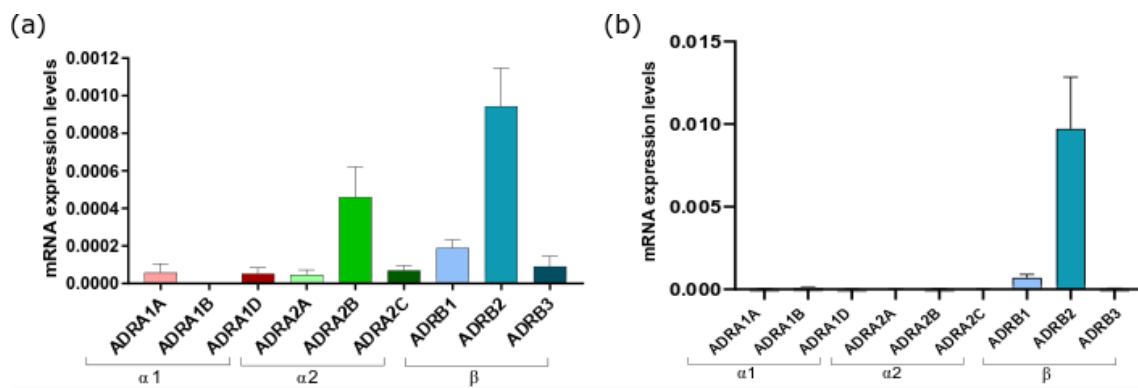 (a)
mRNA expression levels
0.0012
0.0010
0.0008
0.0006
0.0004
0.0002
0.0000
ADRA1A
ADRA1B
ADRA1D
ADRA2A
ADRA2B
ADRA2C
ADRB1
ADRB2
ADRB3
α1
α2
β
(b)
mRNA expression levels
0.015
0.010
0.005
0.000
ADRA1A
ADRA1B
ADRA1D
ADRA2A
ADRA2B
ADRA2C
ADRB1
ADRB2
ADRB3
α1
α2
β